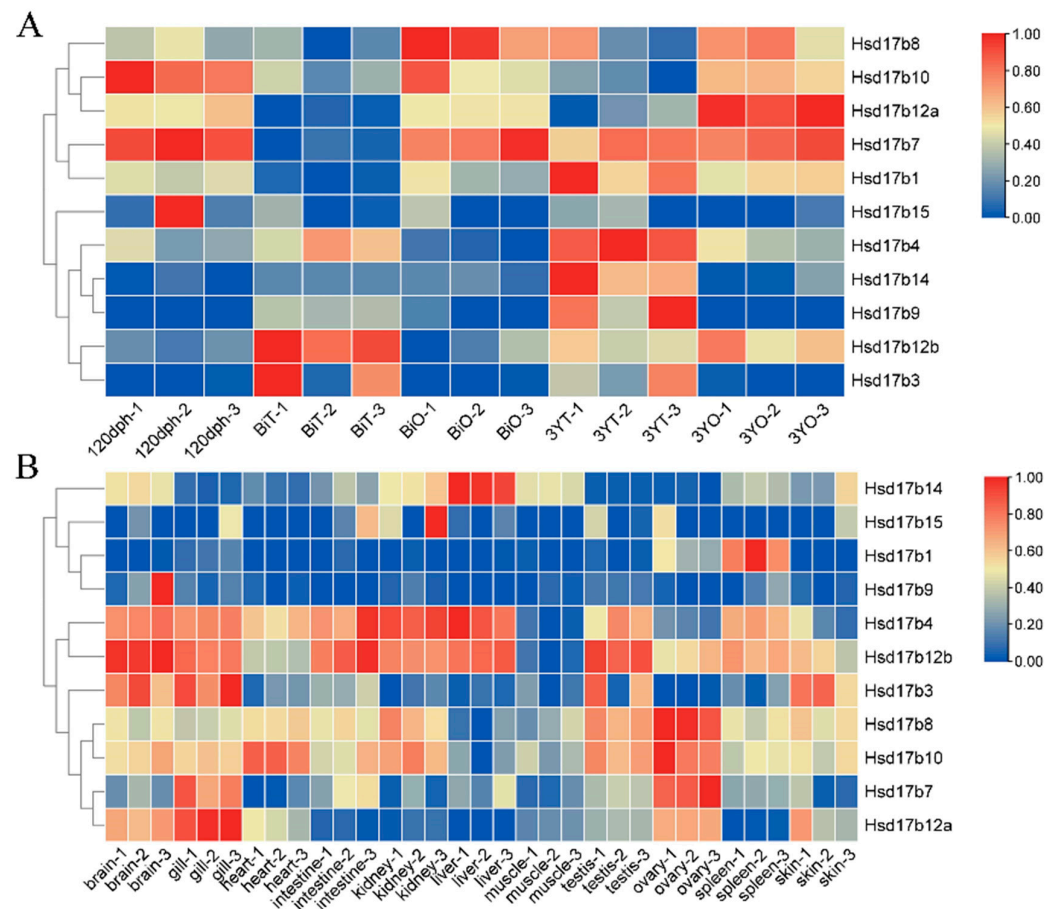 A
Hsd17b8
Hsd17b10
Hsd17b12a
Hsd17b7
Hsd17b1
Hsd17b15
Hsd17b4
Hsd17b14
Hsd17b9
Hsd17b12b
Hsd17b3
1.00
0.80
0.60
0.40
0.20
0.00
120dph-1
120dph-2
120dph-3
BiT-1
BiT-2
BiT-3
BiO-1
BiO-2
BiO-3
3YT-1
3YT-2
3YT-3
3YO-1
3YO-2
3YO-3
B
Hsd17b14
Hsd17b15
Hsd17b1
Hsd17b9
Hsd17b4
Hsd17b12b
Hsd17b3
Hsd17b8
Hsd17b10
Hsd17b7
Hsd17b12a
1.00
0.80
0.60
0.40
0.20
0.00
brain-1
brain-2
brain-3
gill-1
gill-2
gill-3
heart-1
heart-2
heart-3
intestine-1
intestine-2
intestine-3
kidney-1
kidney-2
kidney-3
liver-1
liver-2
liver-3
muscle-1
muscle-2
muscle-3
testis-1
testis-2
testis-3
ovary-1
ovary-2
ovary-3
spleen-1
spleen-2
spleen-3
skin-1
skin-2
skin-3